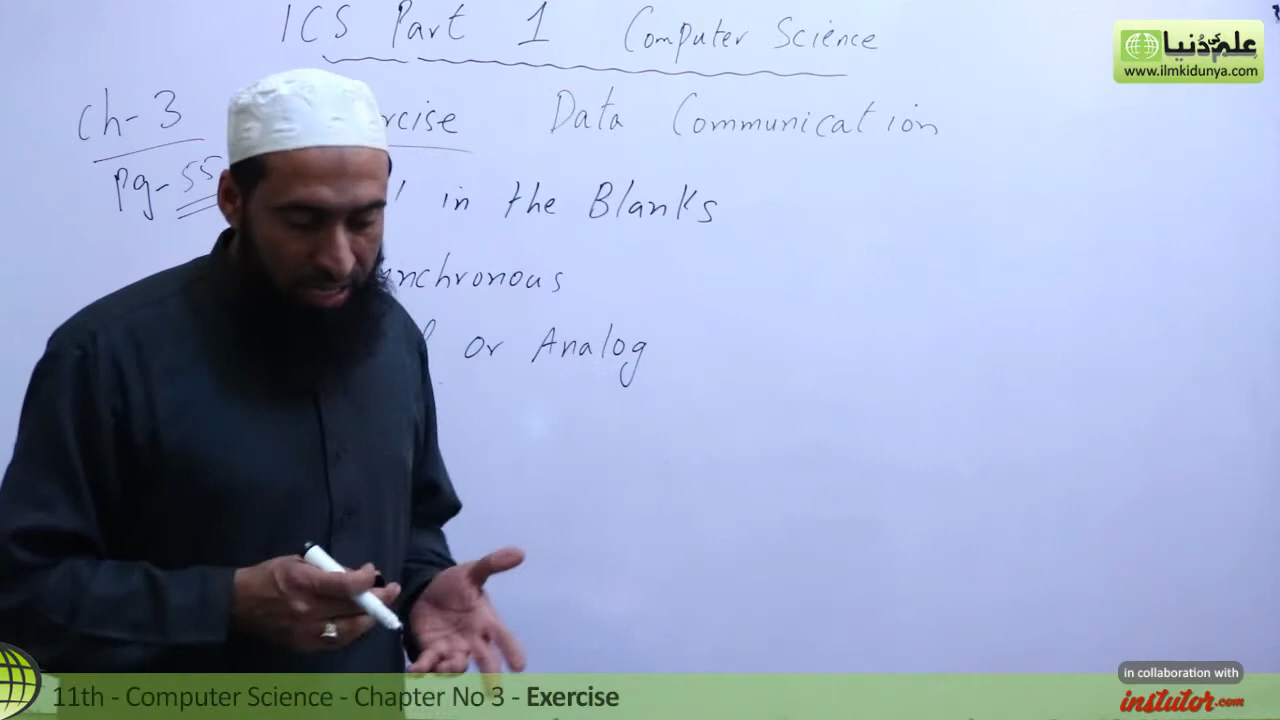 ICS Part 1 Computer Science
علم کی دنیا
www.ilmkidunya.com
Ch-3 rcise Data Communication
Pg-55
in the Blanks
nchronous
or Analog
in collaboration with
instutor.com
11th - Computer Science - Chapter No 3 - Exercise